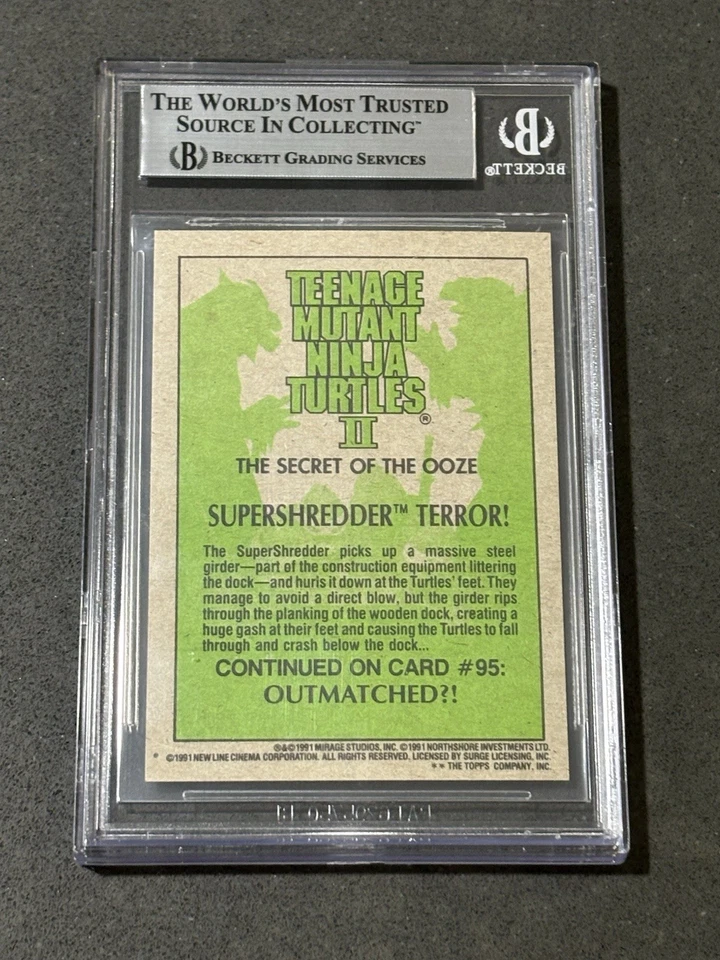 THE WORLD'S MOST TRUSTED
SOURCE IN COLLECTING™
B BECKETT GRADING SERVICES
B
BECKETT®
TEENAGE
MUTANT
NINJA
TURTLES®
II
THE SECRET OF THE OOZE
SUPERSHREDDER™ TERROR!
The SuperShredder picks up a massive steel
girder—part of the construction equipment littering
the dock—and hurls it down at the Turtles' feet. They
manage to avoid a direct blow, but the girder rips
through the planking of the wooden dock, creating a
huge gash at their feet and causing the Turtles to fall
through and crash below the dock...
CONTINUED ON CARD #95:
OUTMATCHED?!
®&©1991 MIRAGE STUDIOS, INC. ©1991 NORTHSHORE INVESTMENTS LTD.
* ©1991 NEW LINE CINEMA CORPORATION. ALL RIGHTS RESERVED, LICENSED BY SURGE LICENSING, INC.
* * THE TOPPS COMPANY, INC.